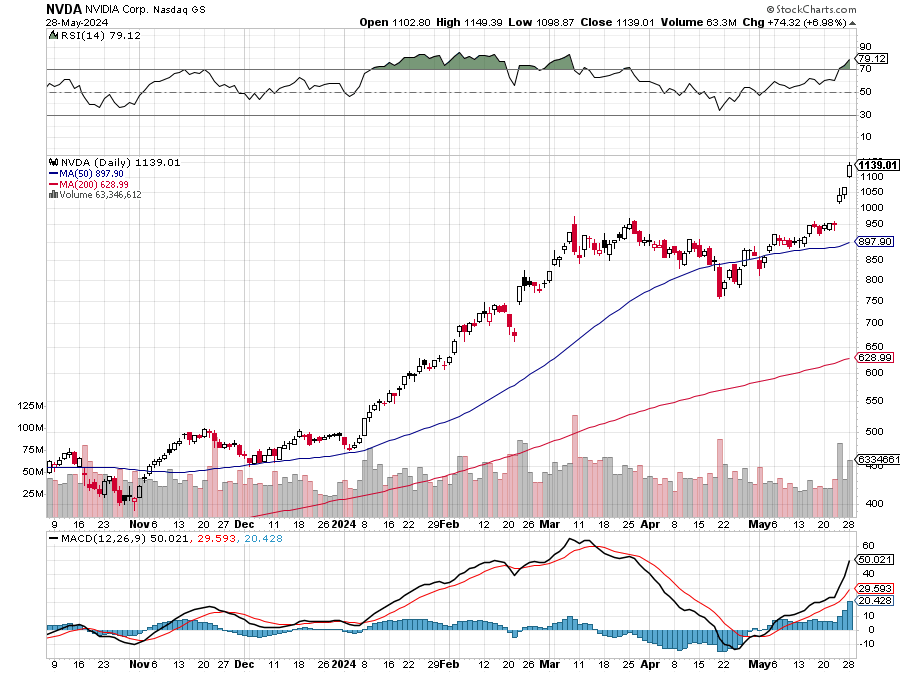 NVDA NVIDIA Corp. Nasdaq GS © StockCharts.com
28-May-2024 Open 1102.80 High 1149.39 Low 1098.87 Close 1139.01 Volume 63.3M Chg +74.32 (+6.98%)
RSI(14) 79.12
90
79.12
70
50
30
10
NVDA (Daily) 1139.01
MA(50) 897.90
MA(200) 628.99
Volume 63,346,612
1139.01
1100
1050
1000
950
897.90
850
800
750
700
650
628.99
600
550
500
6334661
400
125M
100M
75M
50M
25M
9 16 23 Nov 6 13 20 27 Dec 11 18 26 2024 8 16 22 29 Feb 12 20 26 Mar 11 18 25 Apr 8 15 22 May 6 13 20 28
MACD(12,26,9) 50.021, 29.593, 20.428
60
50.021
40
29.593
20.428
10
0
-10
9 16 23 Nov 6 13 20 27 Dec 11 18 26 2024 8 16 22 29 Feb 12 20 26 Mar 11 18 25 Apr 8 15 22 May 6 13 20 28